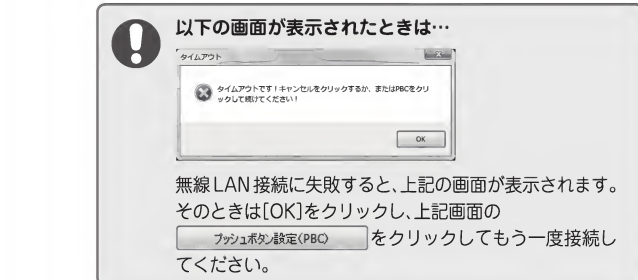 以下の画面が表示されたときは…
タイムアウト
タイムアウトです!キャンセルをクリックするか、またはPBCをクリ
ックして続けてください!
OK
無線LAN接続に失敗すると、上記の画面が表示されます。
そのときは[OK]をクリックし、上記画面の
プッシュボタン設定(PBC) をクリックしてもう一度接続し
てください。